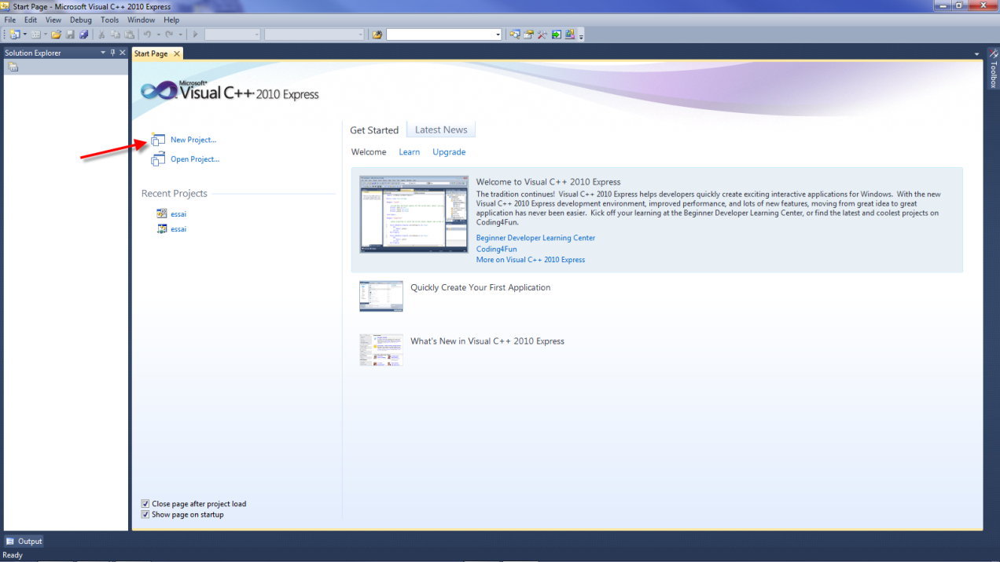 Start Page - Microsoft Visual C++ 2010 Express
File Edit View Debug Tools Window Help
Solution Explorer
Start Page
Toolbox
Microsoft®
Visual C++ 2010 Express
New Project...
Open Project...
Recent Projects
essai
essai
Get Started Latest News
Welcome Learn Upgrade
Welcome to Visual C++ 2010 Express
The tradition continues! Visual C++ 2010 Express helps developers quickly create exciting interactive applications for Windows. With the new
Visual C++ 2010 Express development environment, improved performance, and lots of new features, moving from great idea to great
application has never been easier. Kick off your learning at the Beginner Developer Learning Center, or find the latest and coolest projects on
Coding4Fun.
Beginner Developer Learning Center
Coding4Fun
More on Visual C++ 2010 Express
Quickly Create Your First Application
What's New in Visual C++ 2010 Express
Close page after project load
Show page on startup
Output
Ready